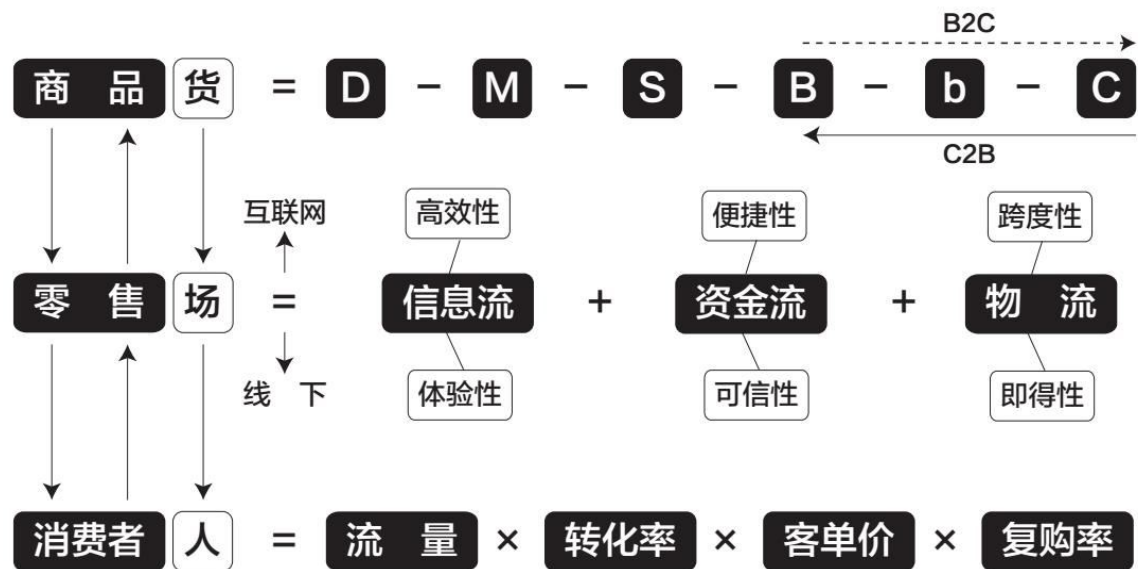 B2C
商 品 货 = D - M - S - B - b - C
C2B
互联网 高效性 便捷性 跨度性
零 售 场 = 信息流 + 资金流 + 物 流
线 下 体验性 可信性 即得性
消费者 人 = 流 量 × 转化率 × 客单价 × 复购率